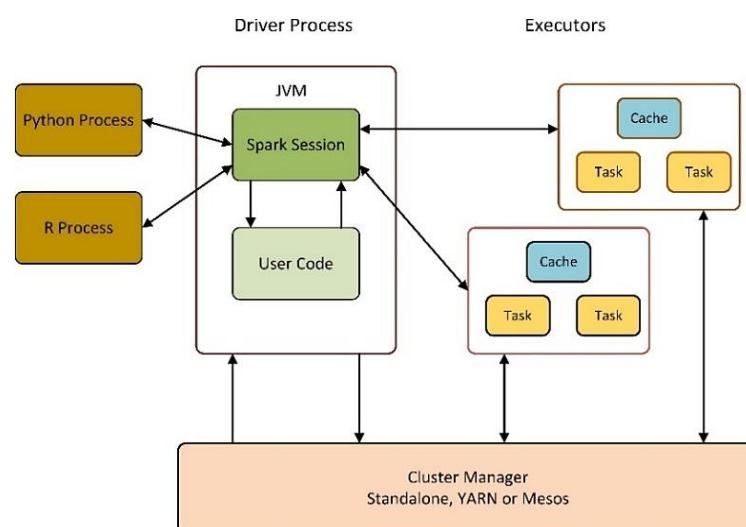 Driver Process
Executors
JVM
Python Process
Spark Session
Cache
Task
Task
R Process
User Code
Cache
Task
Task
Cluster Manager
Standalone, YARN or Mesos